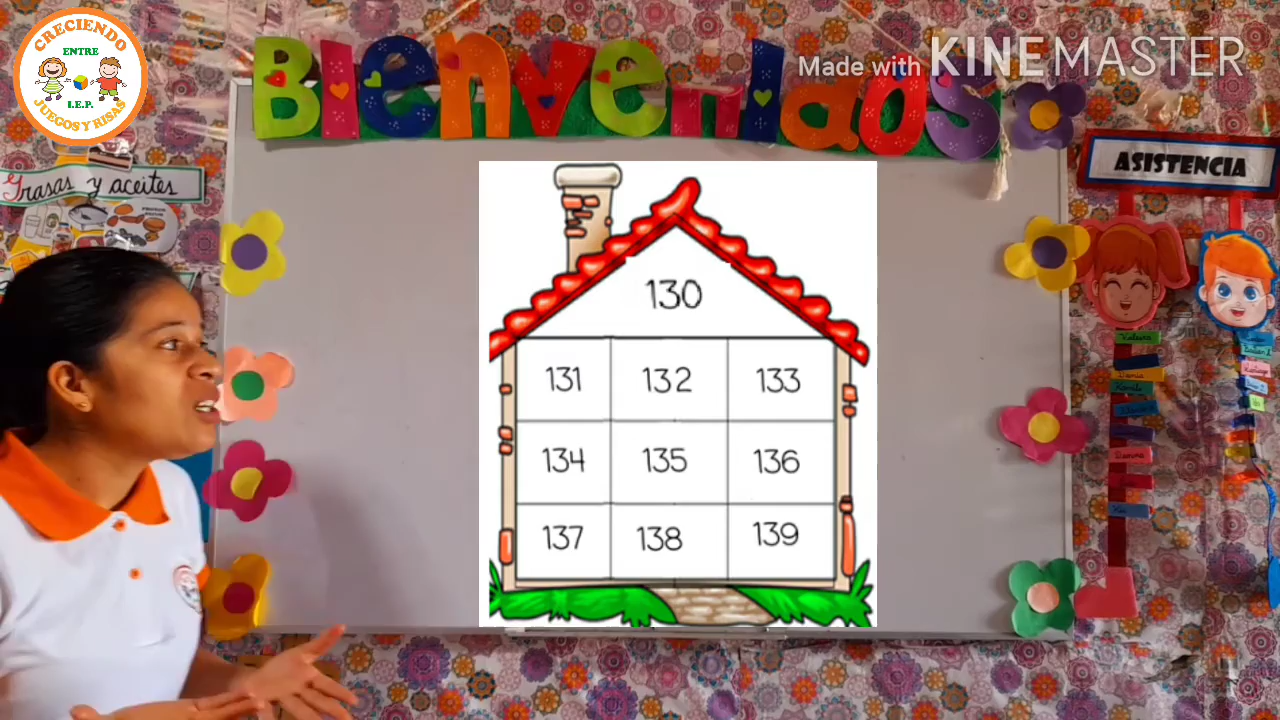 CRECIENDO
ENTRE
I.E.P.
JUEGOS Y RISAS
BIenvenIdos
Made with KINEMASTER
Grasas y aceites
ASISTENCIA
130
131 132 133
134 135 136
137 138 139